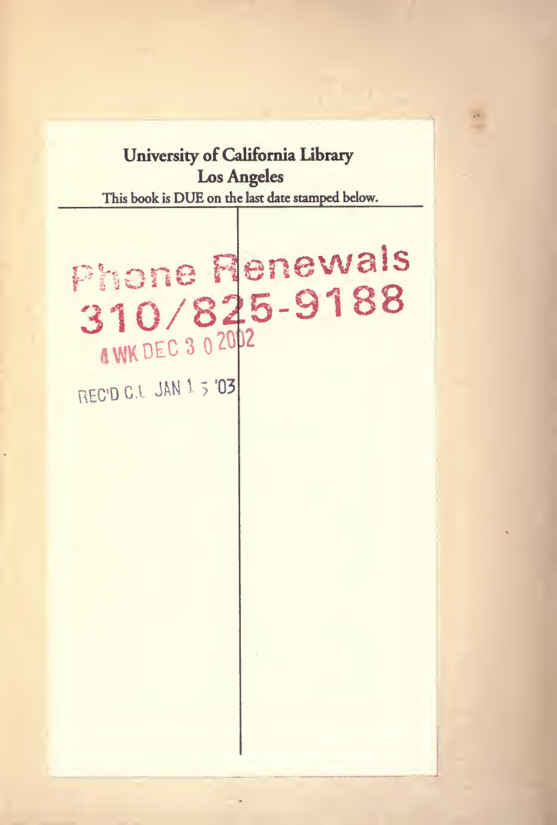 University of California Library
Los Angeles
This book is DUE on the last date stamped below.
Phone Renewals
310/825-9188
4 WK DEC 3 0 2002
REC'D C.L JAN 1 5 '03